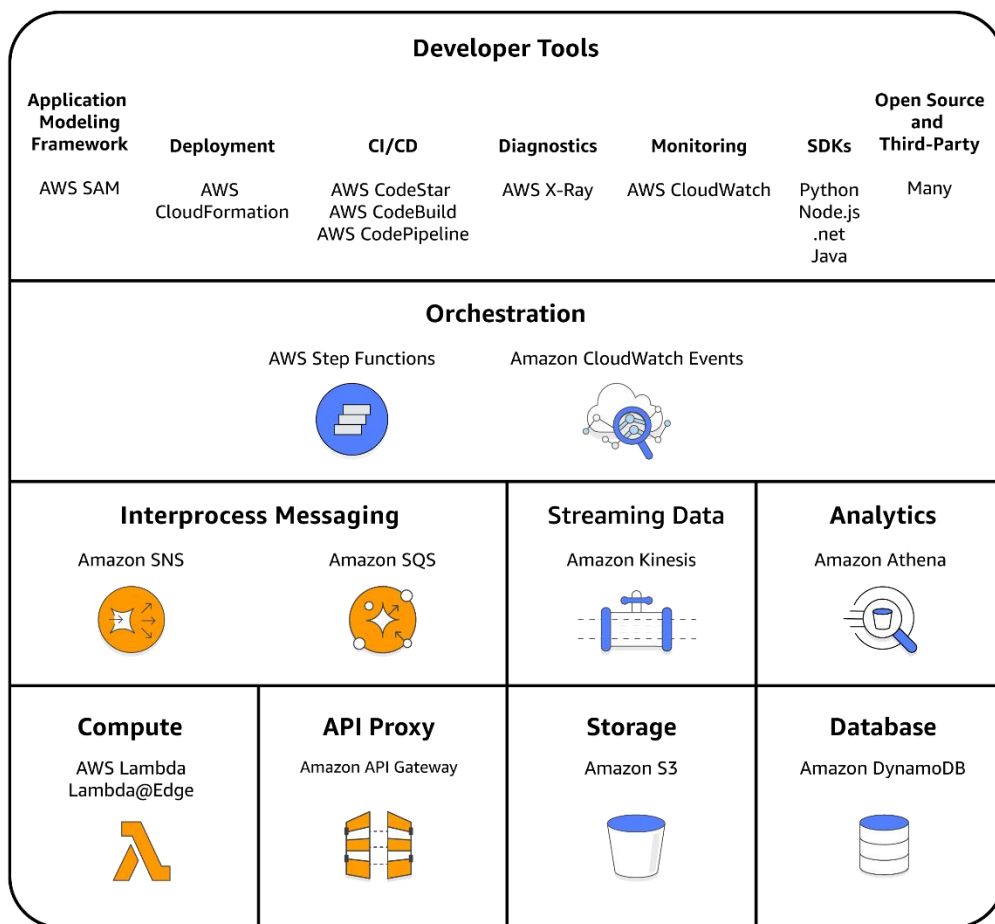 Developer Tools
Application
Modeling
Framework
AWS SAM
Deployment
AWS
CloudFormation
CI/CD
AWS CodeStar
AWS CodeBuild
AWS CodePipeline
Diagnostics
AWS X-Ray
Monitoring
AWS CloudWatch
SDKs
Python
Node.js
.net
Java
Open Source
and
Third-Party
Many
Orchestration
AWS Step Functions
Amazon CloudWatch Events
Interprocess Messaging
Amazon SNS
Amazon SQS
Streaming Data
Amazon Kinesis
Analytics
Amazon Athena
Compute
AWS Lambda
Lambda@Edge
API Proxy
Amazon API Gateway
Storage
Amazon S3
Database
Amazon DynamoDB